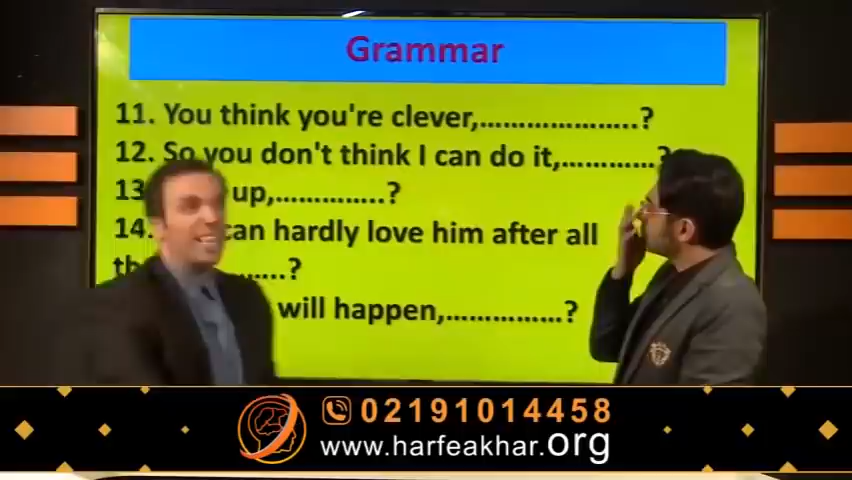 Grammar
11. You think you're clever,.....................?
12. So you don't think I can do it,.............?
13 up,..............?
14. can hardly love him after all
.....?
will happen,...............?
02191014458
www.harfeakhar.org